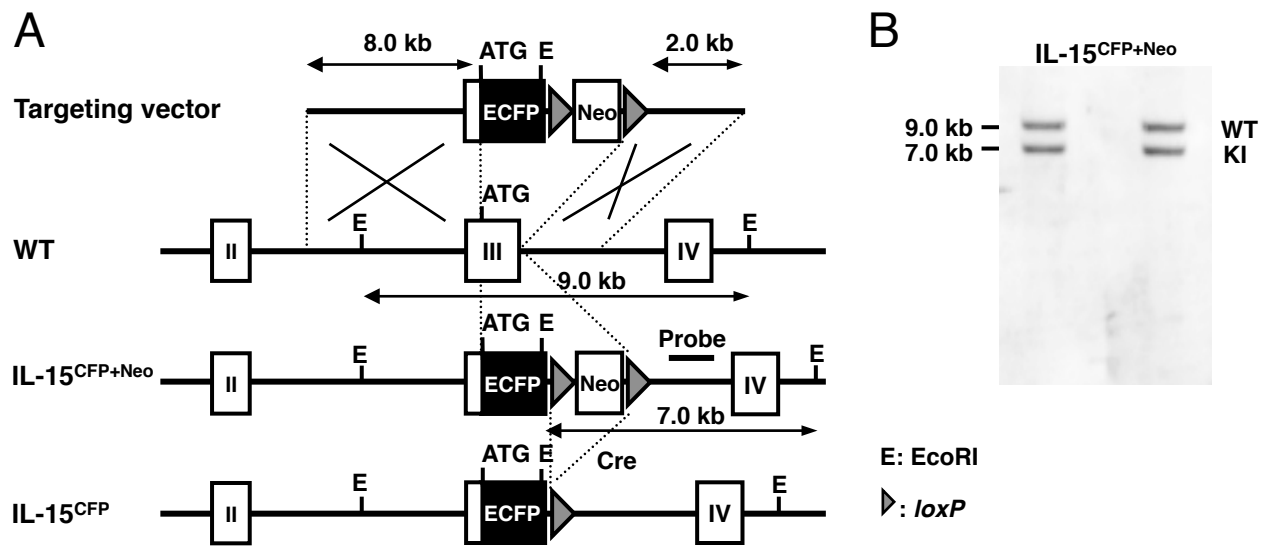 A
8.0 kb
ATG E
2.0 kb
Targeting vector
ECFP
Neo
ATG
E
E
WT
II
III
IV
9.0 kb
ATG E
Probe
E
E
IL-15CFP+Neo
II
ECFP
Neo
IV
7.0 kb
ATG E
Cre
E
E
IL-15CFP
II
ECFP
IV
B
IL-15CFP+Neo
9.0 kb
WT
7.0 kb
KI
E: EcoRI
: loxP